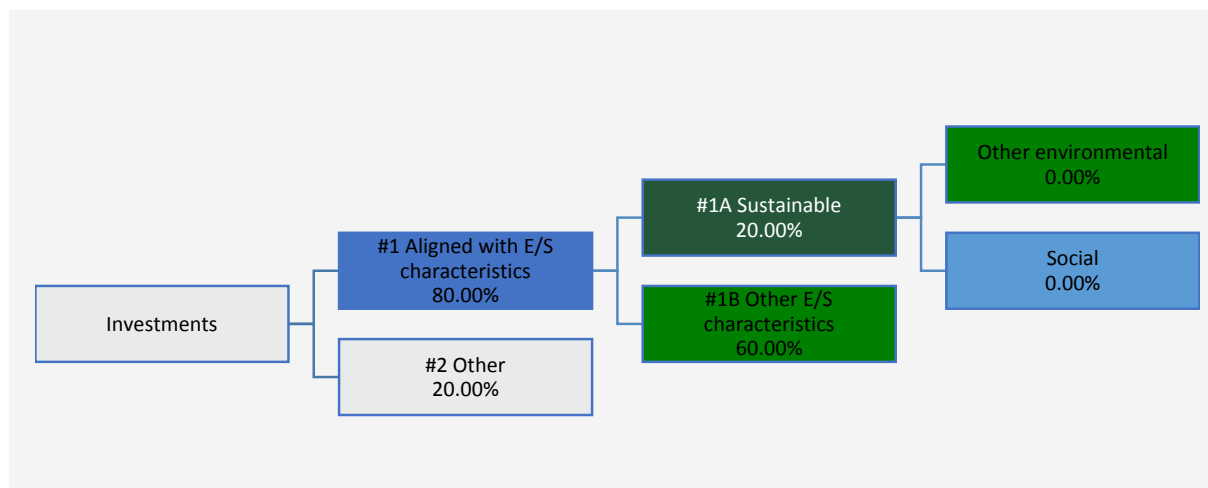 Investments
#1 Aligned with E/S
characteristics
80.00%
#2 Other
20.00%
#1A Sustainable
20.00%
#1B Other E/S
characteristics
60.00%
Other environmental
0.00%
Social
0.00%